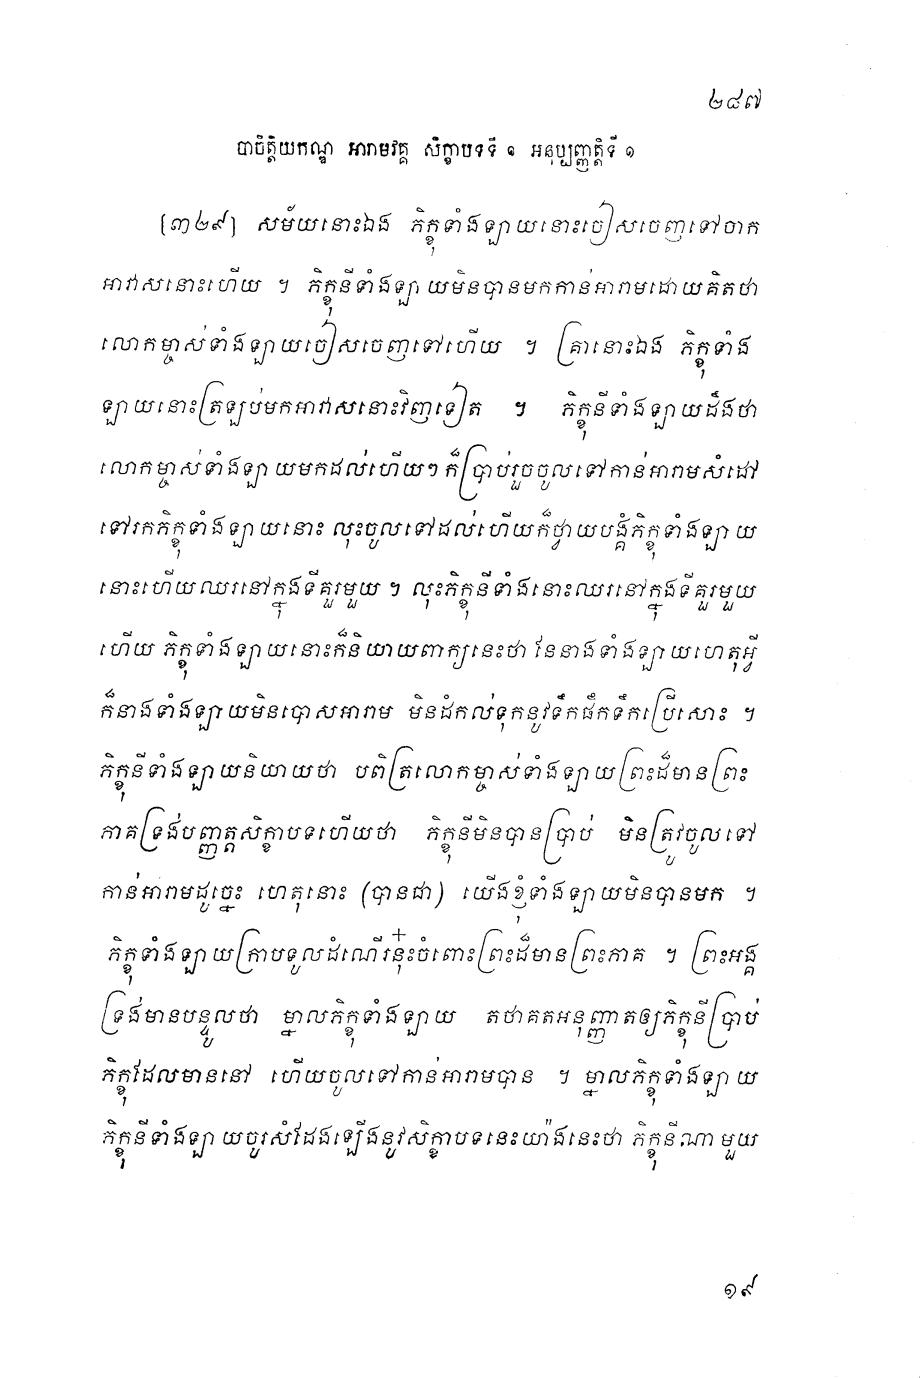 ២៨៧
បាចិត្តិយកណ្ឌ អារាមវគ្គ សិក្ខាបទទី ១ អនុប្បញ្ញត្តិទី ១
[៣២៩] សម័យនោះឯង ភិក្ខុទាំងឡាយនោះចៀសចេញទៅចាក
អាវាសនោះហើយ ។ ភិក្ខុនីទាំងឡាយមិនបានមកកាន់អារាមដោយគិតថា
លោកម្ចាស់ទាំងឡាយចៀសចេញទៅហើយ ។ គ្រានោះឯង ភិក្ខុទាំង
ឡាយនោះត្រឡប់មកអាវាសនោះវិញទៀត ។ ភិក្ខុនីទាំងឡាយដឹងថា
លោកម្ចាស់ទាំងឡាយមកដល់ហើយៗ ក៏ប្រាប់រួចចូលទៅកាន់អារាមសំដៅ
ទៅរកភិក្ខុទាំងឡាយនោះ លុះចូលទៅដល់ហើយក៏ថ្វាយបង្គំភិក្ខុទាំងឡាយ
នោះហើយឈរនៅក្នុងទីគួរមួយ ។ លុះភិក្ខុនីទាំងនោះឈរនៅក្នុងទីគួរមួយ
ហើយ ភិក្ខុទាំងឡាយនោះក៏និយាយពាក្យនេះថា នែនាងទាំងឡាយហេតុអ្វី
ក៏នាងទាំងឡាយមិនបោសអារាម មិនដំកល់ទុកនូវទឹកផឹកទឹកប្រើសោះ ។
ភិក្ខុនីទាំងឡាយនិយាយថា បពិត្រលោកម្ចាស់ទាំងឡាយ ព្រះដ៏មានព្រះ
ភាគទ្រង់បញ្ញត្តសិក្ខាបទហើយថា ភិក្ខុនីមិនបានប្រាប់ មិនត្រូវចូលទៅ
កាន់អារាមដូច្នេះ ហេតុនោះ (បានជា) យើងខ្ញុំទាំងឡាយមិនបានមក ។
ភិក្ខុទាំងឡាយក្រាបទូលដំណើរនុ៎ះចំពោះព្រះដ៏មានព្រះភាគ ។ ព្រះអង្គ
ទ្រង់មានបន្ទូលថា ម្នាលភិក្ខុទាំងឡាយ តថាគតអនុញ្ញាតឲ្យភិក្ខុនីប្រាប់
ភិក្ខុដែលមាននៅ ហើយចូលទៅកាន់អារាមបាន ។ ម្នាលភិក្ខុទាំងឡាយ
ភិក្ខុនីទាំងឡាយចូរសំដែងឡើងនូវសិក្ខាបទនេះយ៉ាងនេះថា ភិក្ខុនីណាមួយ
១៩